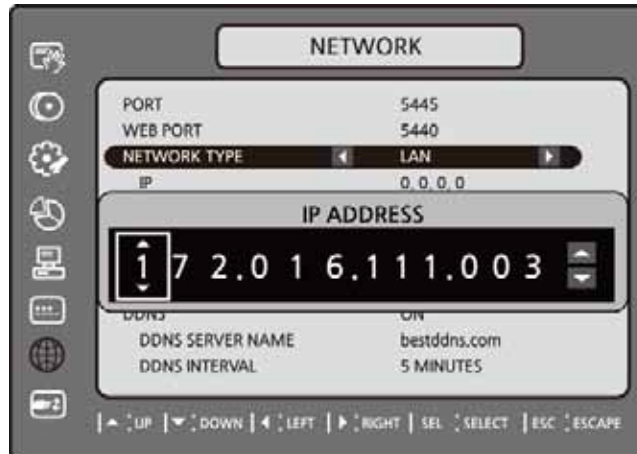 NETWORK
PORT 5445
WEB PORT 5440
NETWORK TYPE LAN
IP 0. 0. 0. 0
IP ADDRESS
1 7 2.0 1 6.1 1 1.0 0 3
DDNS ON
DDNS SERVER NAME bestddns.com
DDNS INTERVAL 5 MINUTES
UP DOWN LEFT RIGHT SEL SELECT ESC ESCAPE